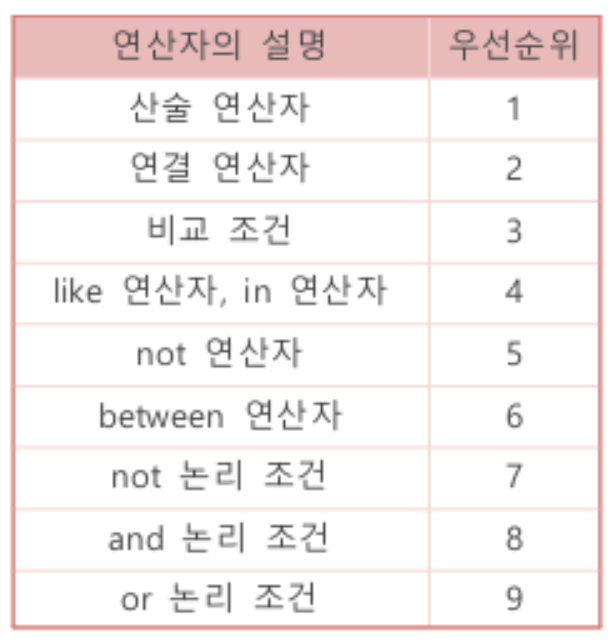 연산자의 설명 우선순위
산술 연산자 1
연결 연산자 2
비교 조건 3
like 연산자, in 연산자 4
not 연산자 5
between 연산자 6
not 논리 조건 7
and 논리 조건 8
or 논리 조건 9